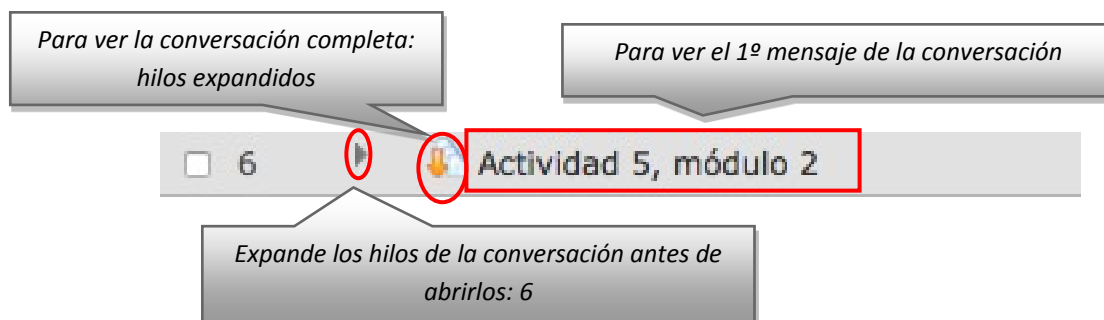 Para ver la conversación completa:
hilos expandidos
Para ver el 1º mensaje de la conversación
6
Actividad 5, módulo 2
Expande los hilos de la conversación antes de
abrirlos: 6